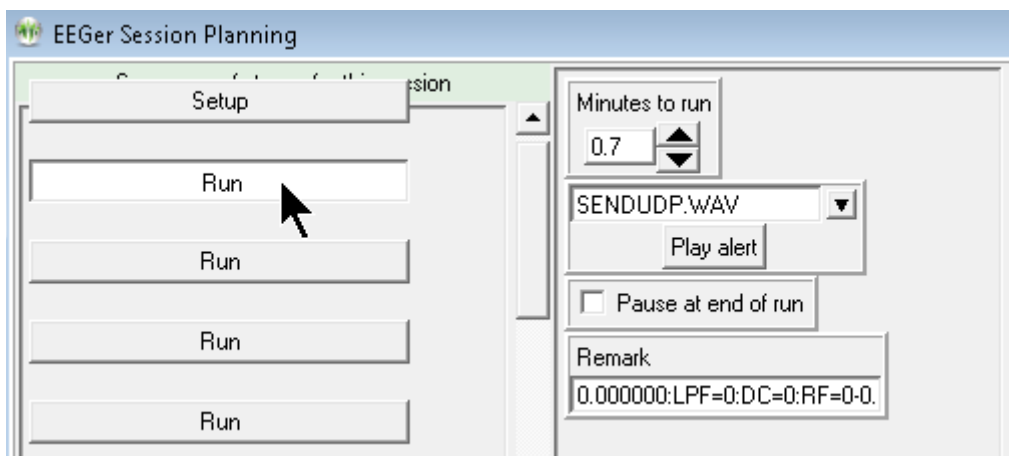 EEGer Session Planning
ssion
Setup
Run
Run
Run
Run
Minutes to run
0.7
SENDUDP.WAV
Play alert
Pause at end of run
Remark
0.000000:LPF=0:DC=0:RF=0-0.